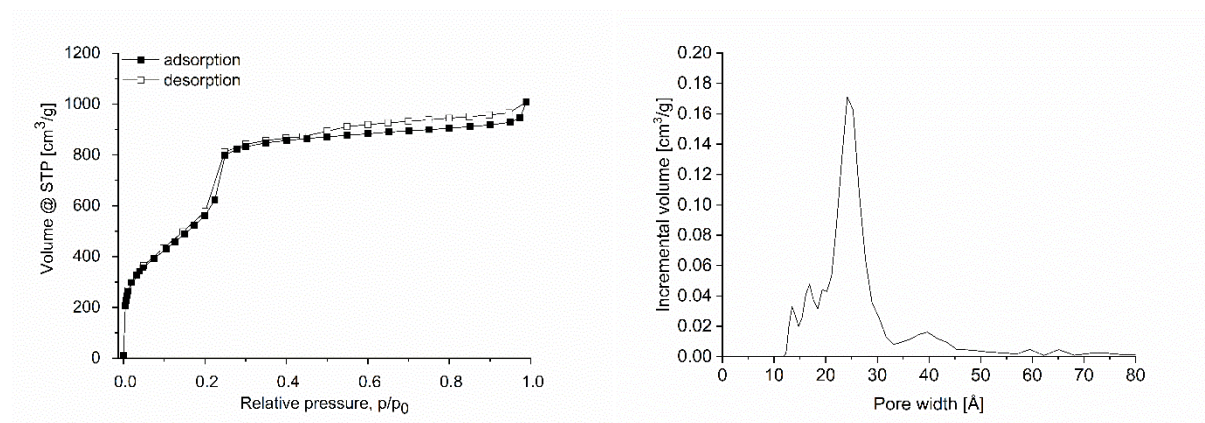 adsorption
desorption
Volume @ STP [cm³/g]
1200
1000
800
600
400
200
0
0.0 0.2 0.4 0.6 0.8 1.0
Relative pressure, p/p₀
Incremental volume [cm³/g]
0.20
0.18
0.16
0.14
0.12
0.10
0.08
0.06
0.04
0.02
0.00
0 10 20 30 40 50 60 70 80
Pore width [Å]